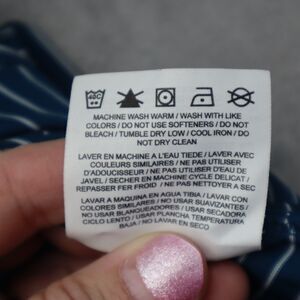 40C
MACHINE WASH WARM / WASH WITH LIKE
COLORS / DO NOT USE SOFTENERS / DO NOT
BLEACH / TUMBLE DRY LOW / COOL IRON / DO
NOT DRY CLEAN
LAVER EN MACHINE A L'EAU TIEDE / LAVER AVEC
COULEURS SIMILAIRES / NE PAS UTILISER
D'ADOUCISSEUR / NE PAS UTILISER D'EAU DE
JAVEL / SECHER EN MACHINE CYCLE DELICAT /
REPASSER FER FROID / NE PAS NETTOYER A SEC
LAVAR A MAQUINA EN AGUA TIBIA / LAVAR CON
COLORES SIMILARES / NO USAR SUAVIZANTES /
NO USAR BLANQUEADORES / USAR SECADORA
CICLO LENTO / USAR PLANCHA TEMPERATURA
BAJA / NO LAVAR EN SECO